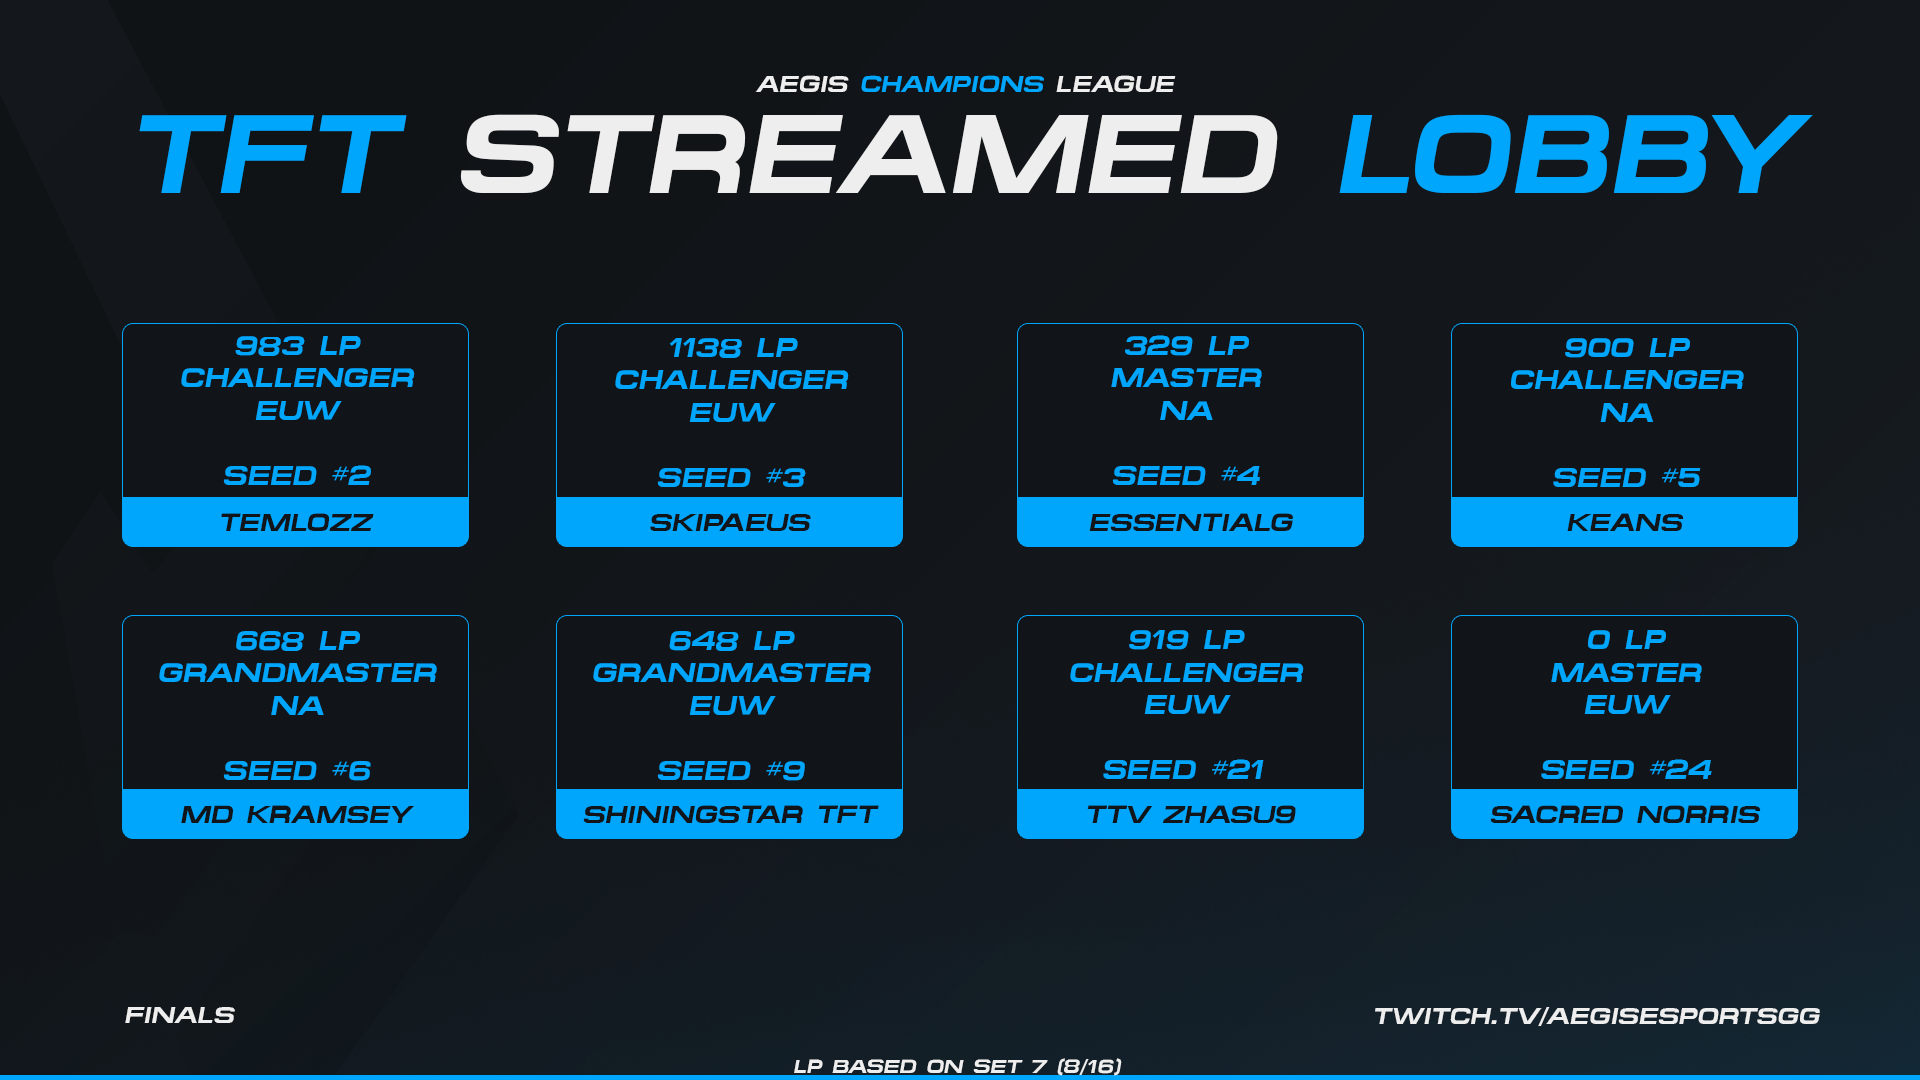 AEGIS CHAMPIONS LEAGUE
TFT STREAMED LOBBY
983 LP
CHALLENGER
EUW
SEED #2
TEMLOZZ
1138 LP
CHALLENGER
EUW
SEED #3
SKIPAEUS
329 LP
MASTER
NA
SEED #4
ESSENTIALG
900 LP
CHALLENGER
NA
SEED #5
KEANS
668 LP
GRANDMASTER
NA
SEED #6
MD KRAMSEY
648 LP
GRANDMASTER
EUW
SEED #9
SHININGSTAR TFT
919 LP
CHALLENGER
EUW
SEED #21
TTV ZHASU9
0 LP
MASTER
EUW
SEED #24
SACRED NORRIS
FINALS
TWITCH.TV/AEGISESPORTSGG
LP BASED ON SET 7 (8/16)